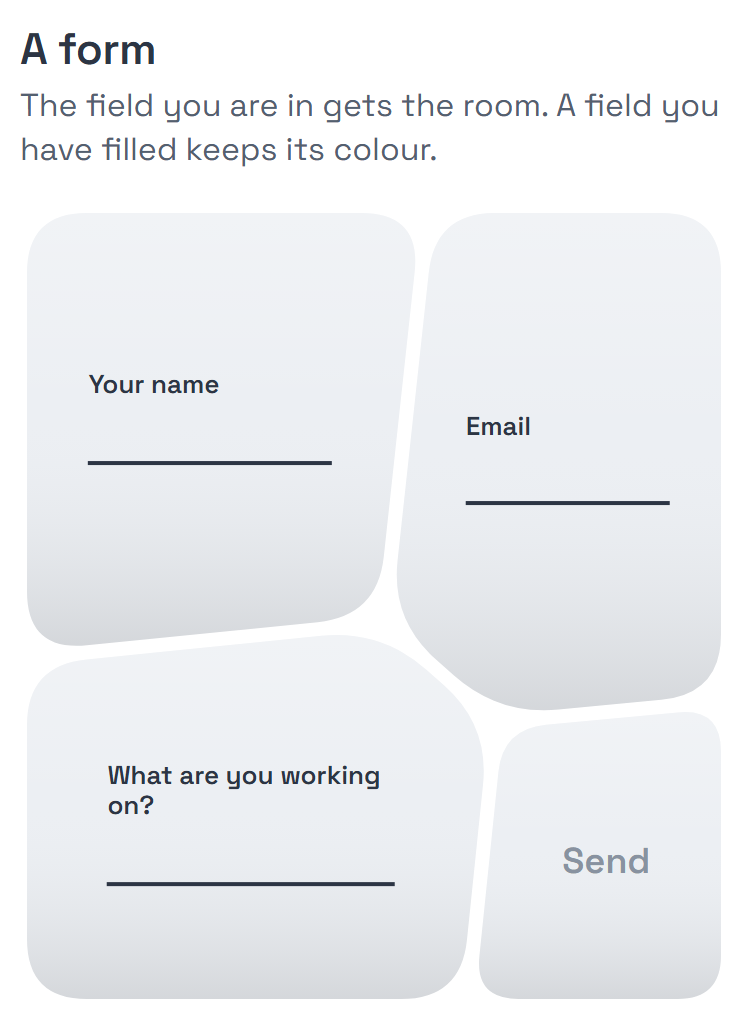 A form
The field you are in gets the room. A field you
have filled keeps its colour.
Your name
Email
What are you working
on?
Send